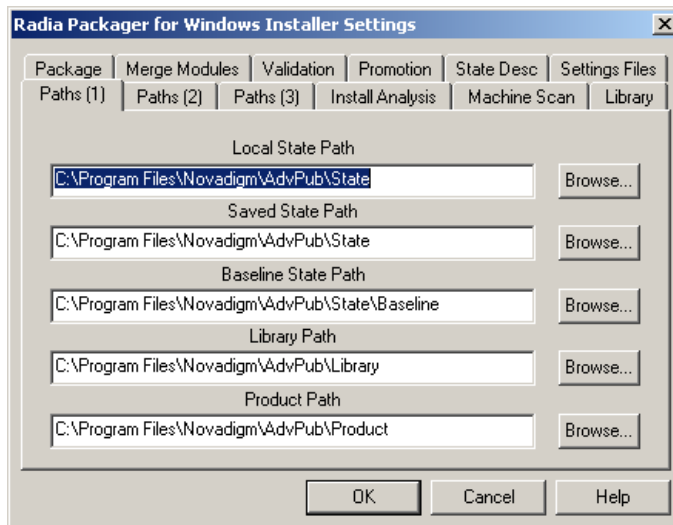 Radia Packager for Windows Installer Settings
Package Merge Modules Validation Promotion State Desc Settings Files
Paths (1) Paths (2) Paths (3) Install Analysis Machine Scan Library
Local State Path
C:\Program Files\Novadigm\AdvPub\State Browse...
Saved State Path
C:\Program Files\Novadigm\AdvPub\State Browse...
Baseline State Path
C:\Program Files\Novadigm\AdvPub\State\Baseline Browse...
Library Path
C:\Program Files\Novadigm\AdvPub\Library Browse...
Product Path
C:\Program Files\Novadigm\AdvPub\Product Browse...
OK Cancel Help